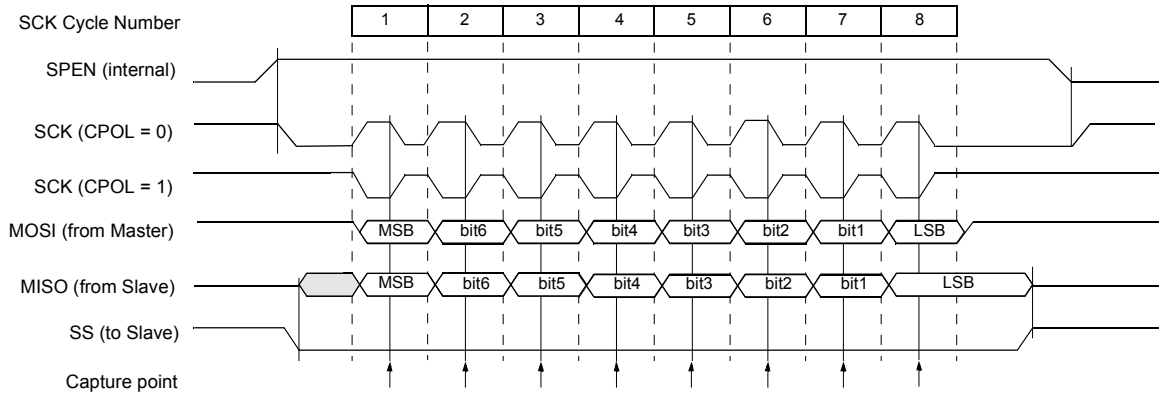 SCK Cycle Number 1 2 3 4 5 6 7 8
SPEN (internal)
SCK (CPOL = 0)
SCK (CPOL = 1)
MOSI (from Master) MSB bit6 bit5 bit4 bit3 bit2 bit1 LSB
MISO (from Slave) MSB bit6 bit5 bit4 bit3 bit2 bit1 LSB
SS (to Slave)
Capture point